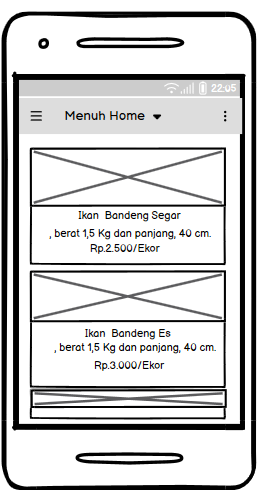 22:05
Menuh Home
Ikan Bandeng Segar
, berat 1,5 Kg dan panjang, 40 cm.
Rp.2.500/Ekor
Ikan Bandeng Es
, berat 1,5 Kg dan panjang, 40 cm.
Rp.3.000/Ekor